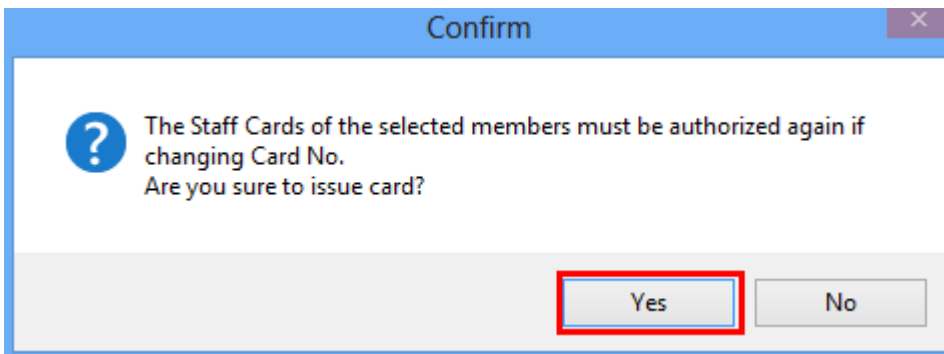 Confirm
The Staff Cards of the selected members must be authorized again if
changing Card No.
Are you sure to issue card?
Yes No